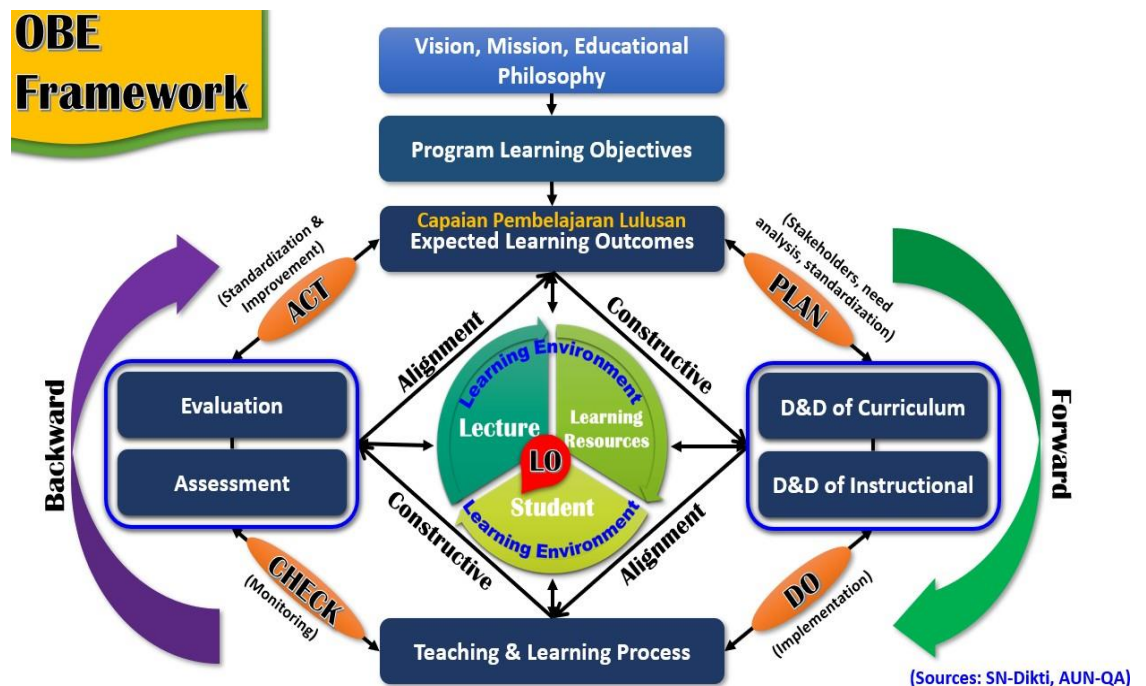 OBE
Framework
Vision, Mission, Educational
Philosophy
Program Learning Objectives
Capaian Pembelajaran Lulusan
Expected Learning Outcomes
(Standardization &
Improvement)
ACT
(Stakeholders, need
analysis, standardization)
PLAN
Alignment
Constructive
Learning Environment
Lecture
Learning
Resources
LO
Student
Learning Environment
Evaluation
Assessment
D&D of Curriculum
D&D of Instructional
Backward
Forward
Constructive
Alignment
CHECK
(Monitoring)
DO
(Implementation)
Teaching & Learning Process
(Sources: SN-Dikti, AUN-QA)